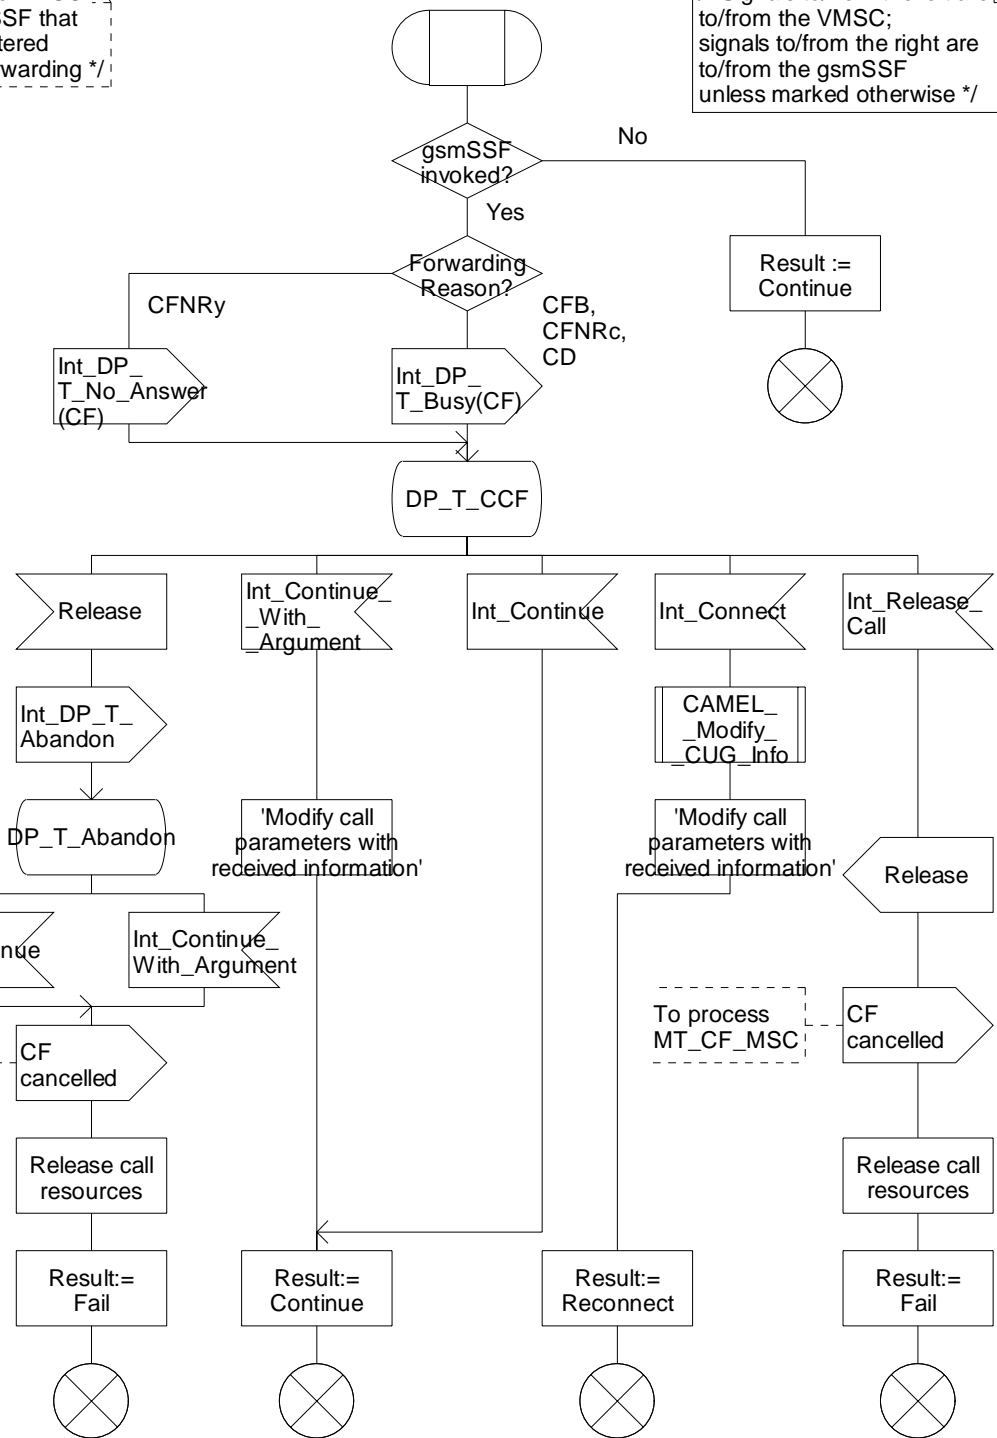 SSF that
warding */
to/from the VMSC;
signals to/from the right are
to/from the gsmSSF
unless marked otherwise */
gsmSSF
invoked?
No
Yes
Result :=
Continue
Forwarding
Reason?
CFNRy
CFB,
CFNRc,
CD
Int_DP_
T_No_Answer
(CF)
Int_DP_
T_Busy(CF)
DP_T_CCF
Release
Int_Continue_
_With_
_Argument
Int_Continue
Int_Connect
Int_Release_
Call
Int_DP_T_
Abandon
CAMEL_
_Modify_
_CUG_Info
DP_T_Abandon
'Modify call
parameters with
received information'
'Modify call
parameters with
received information'
Release
nue
Int_Continue_
With_Argument
CF
cancelled
To process
MT_CF_MSC
CF
cancelled
Release call
resources
Release call
resources
Result:=
Fail
Result:=
Continue
Result:=
Reconnect
Result:=
Fail